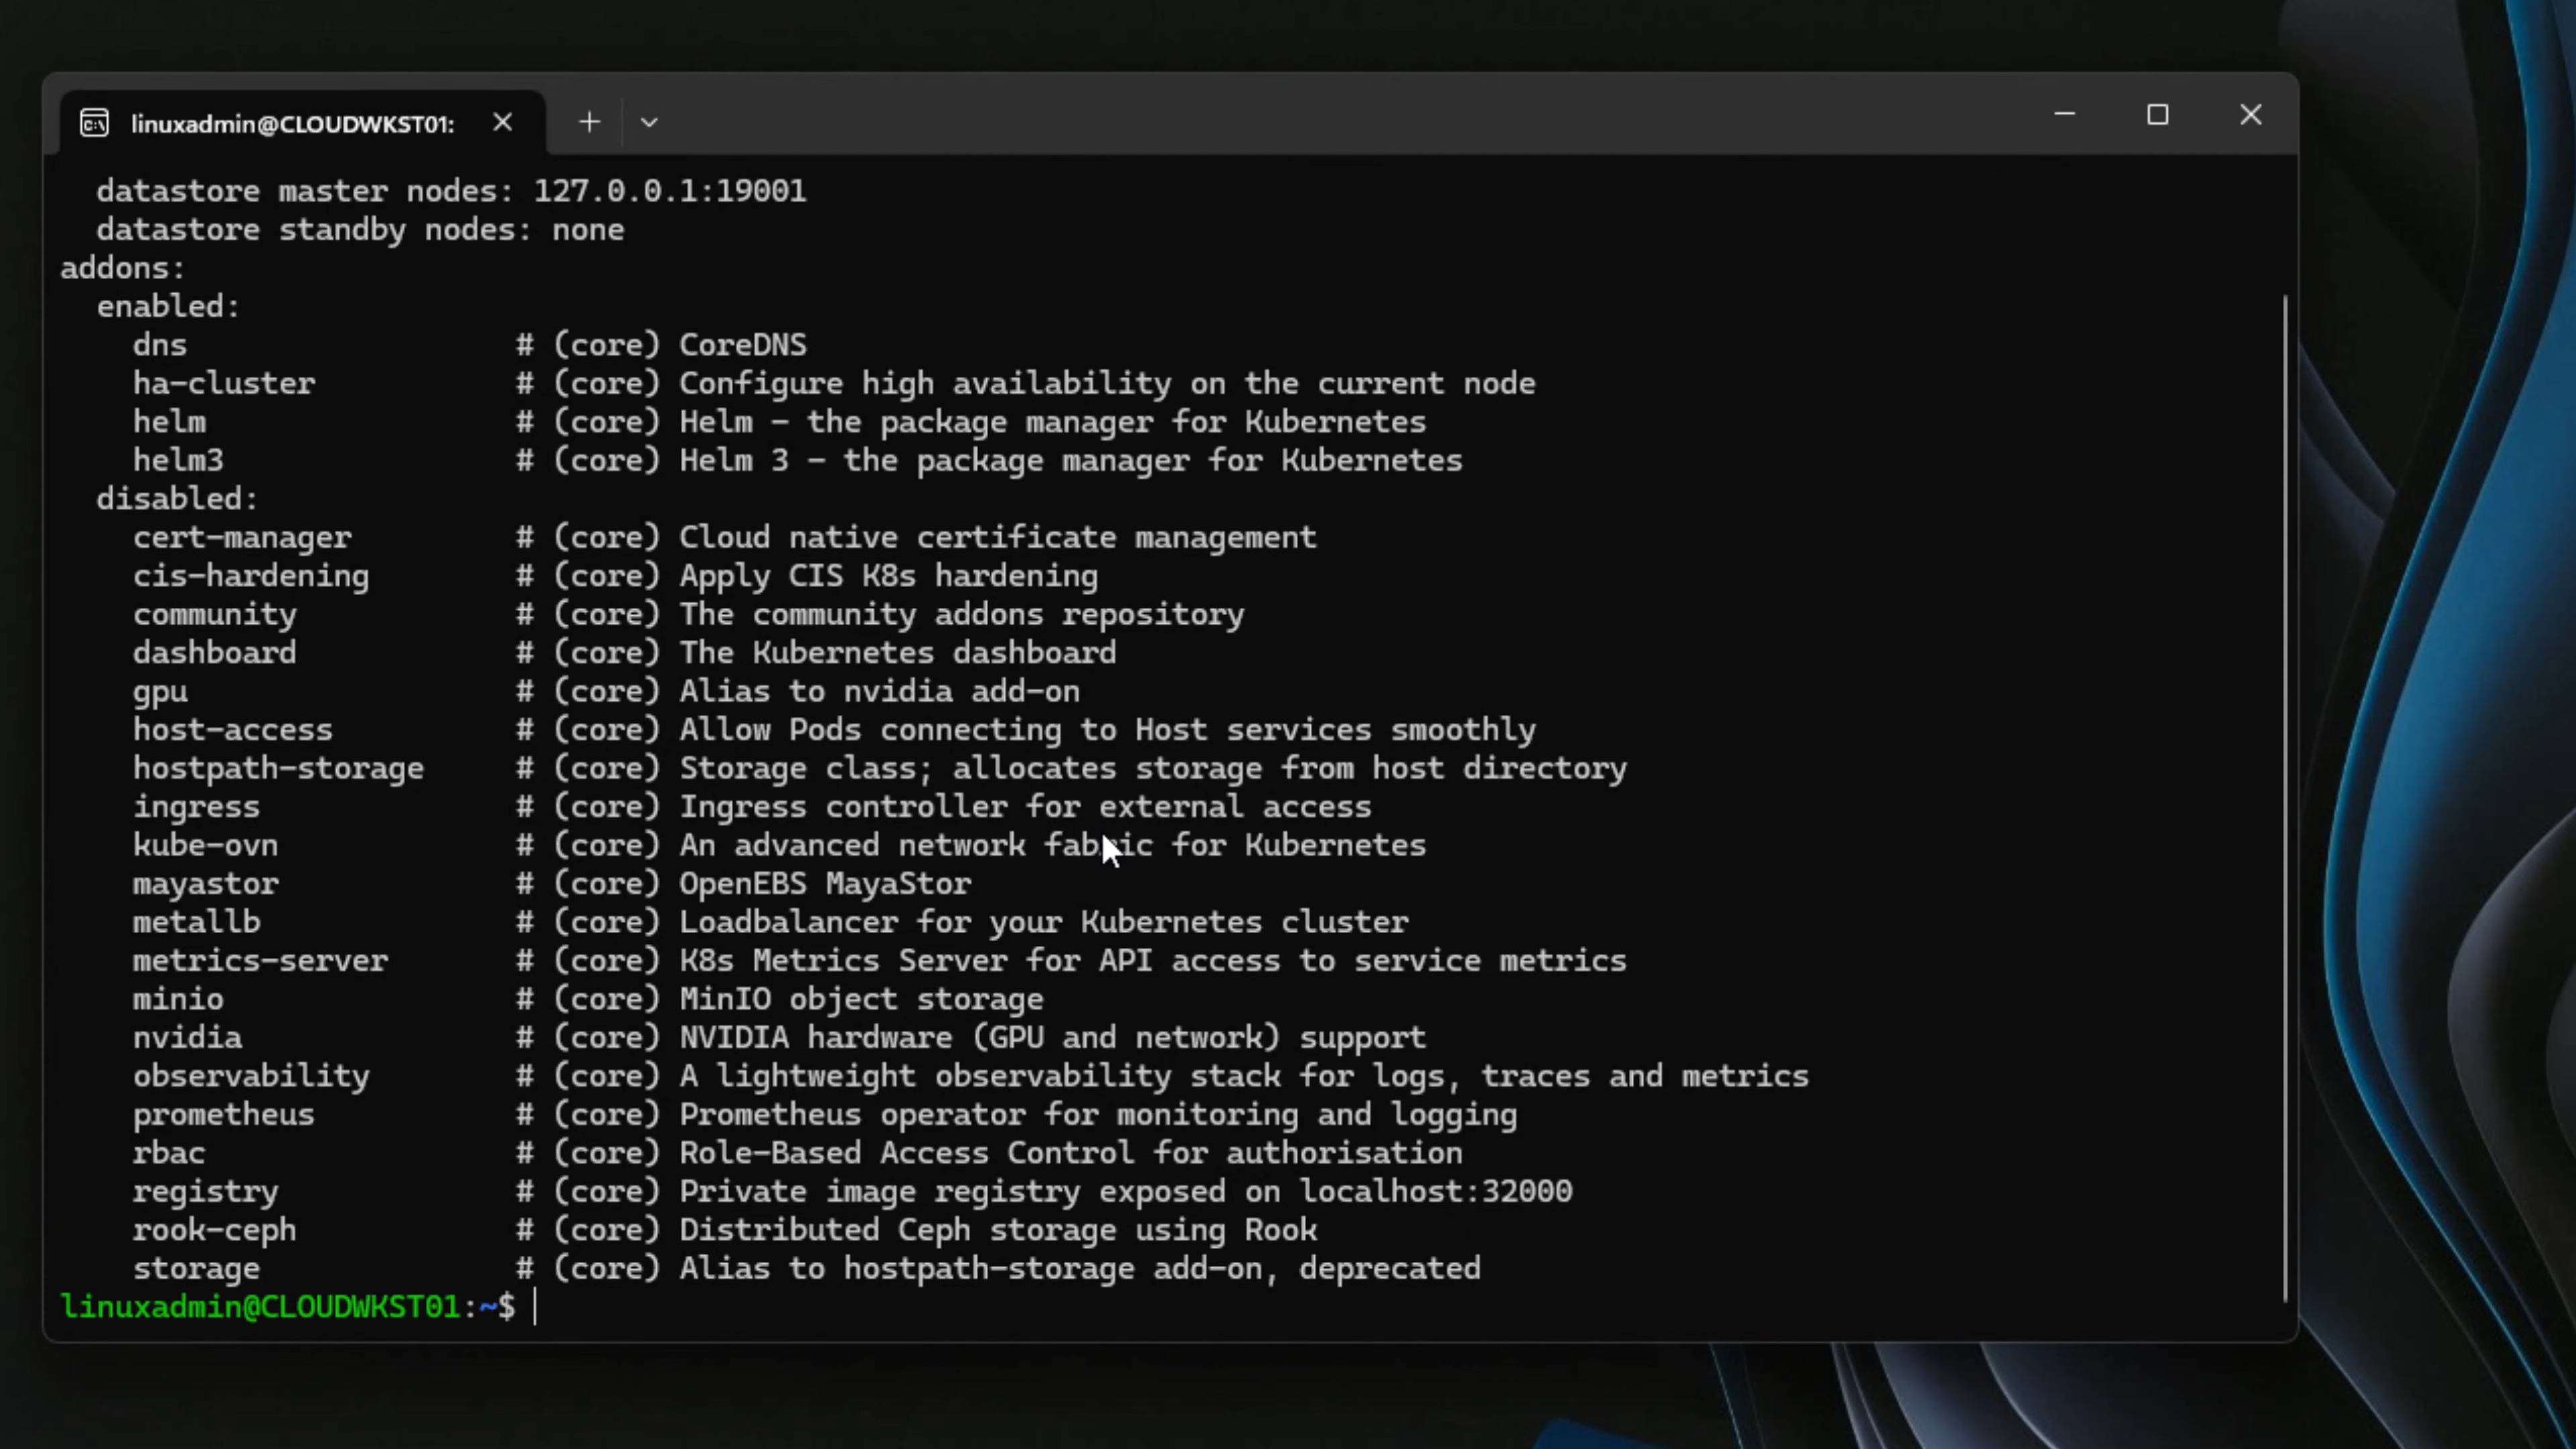 linuxadmin@CLOUDWKST01:
datastore master nodes: 127.0.0.1:19001
datastore standby nodes: none
addons:
enabled:
dns # (core) CoreDNS
ha-cluster # (core) Configure high availability on the current node
helm # (core) Helm - the package manager for Kubernetes
helm3 # (core) Helm 3 - the package manager for Kubernetes
disabled:
cert-manager # (core) Cloud native certificate management
cis-hardening # (core) Apply CIS K8s hardening
community # (core) The community addons repository
dashboard # (core) The Kubernetes dashboard
gpu # (core) Alias to nvidia add-on
host-access # (core) Allow Pods connecting to Host services smoothly
hostpath-storage # (core) Storage class; allocates storage from host directory
ingress # (core) Ingress controller for external access
kube-ovn # (core) An advanced network fabric for Kubernetes
mayastor # (core) OpenEBS MayaStor
metallb # (core) Loadbalancer for your Kubernetes cluster
metrics-server # (core) K8s Metrics Server for API access to service metrics
minio # (core) MinIO object storage
nvidia # (core) NVIDIA hardware (GPU and network) support
observability # (core) A lightweight observability stack for logs, traces and metrics
prometheus # (core) Prometheus operator for monitoring and logging
rbac # (core) Role-Based Access Control for authorisation
registry # (core) Private image registry exposed on localhost:32000
rook-ceph # (core) Distributed Ceph storage using Rook
storage # (core) Alias to hostpath-storage add-on, deprecated
linuxadmin@CLOUDWKST01:~$